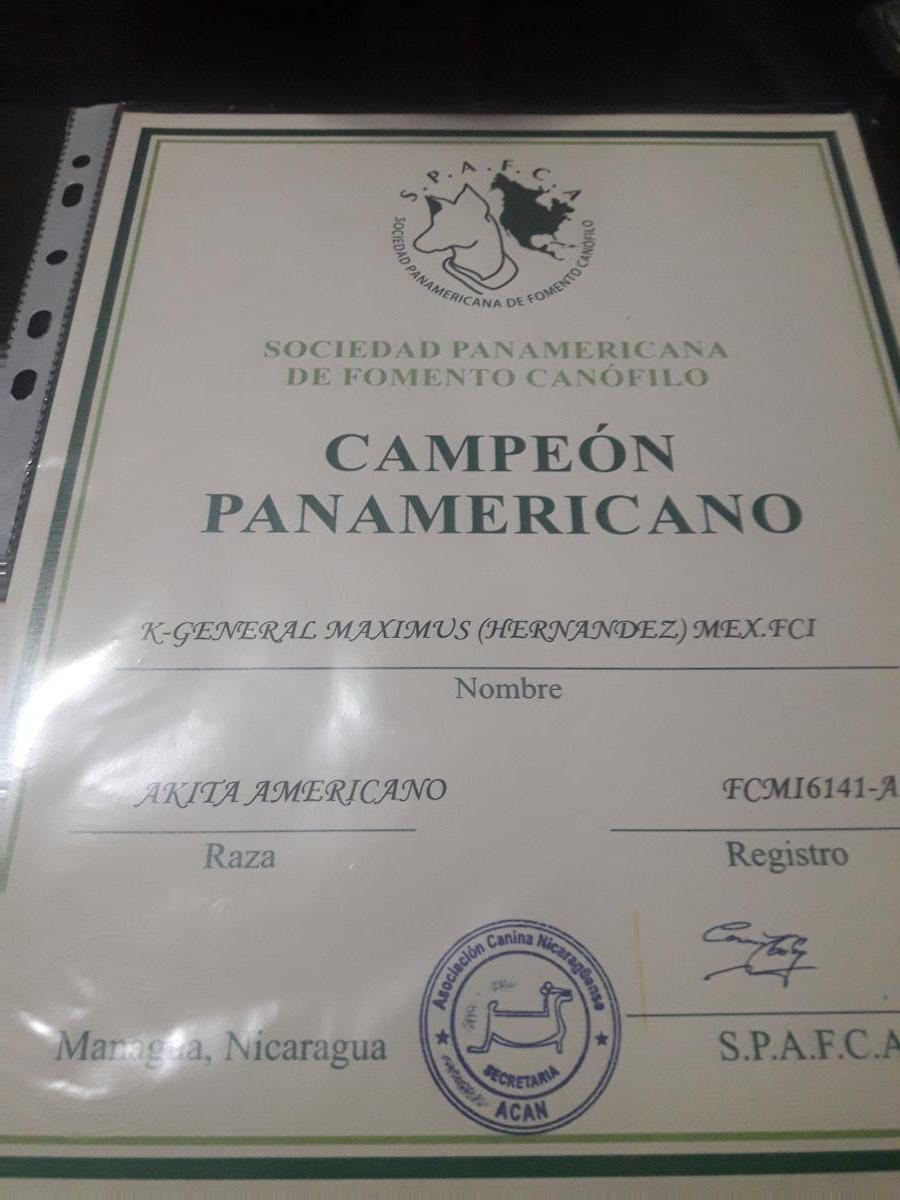 S.P.A.F.C.A
SOCIEDAD PANAMERICANA DE FOMENTO CANÓFILO
SOCIEDAD PANAMERICANA
DE FOMENTO CANÓFILO
CAMPEÓN
PANAMERICANO
K-GENERAL MAXIMUS (HERNANDEZ) MEX.FCI
Nombre
AKITA AMERICANO
FCMI6141-A
Raza
Registro
Asociación Canina Nicaragüense
SECRETARIA
ACAN
Managua, Nicaragua
S.P.A.F.C.A